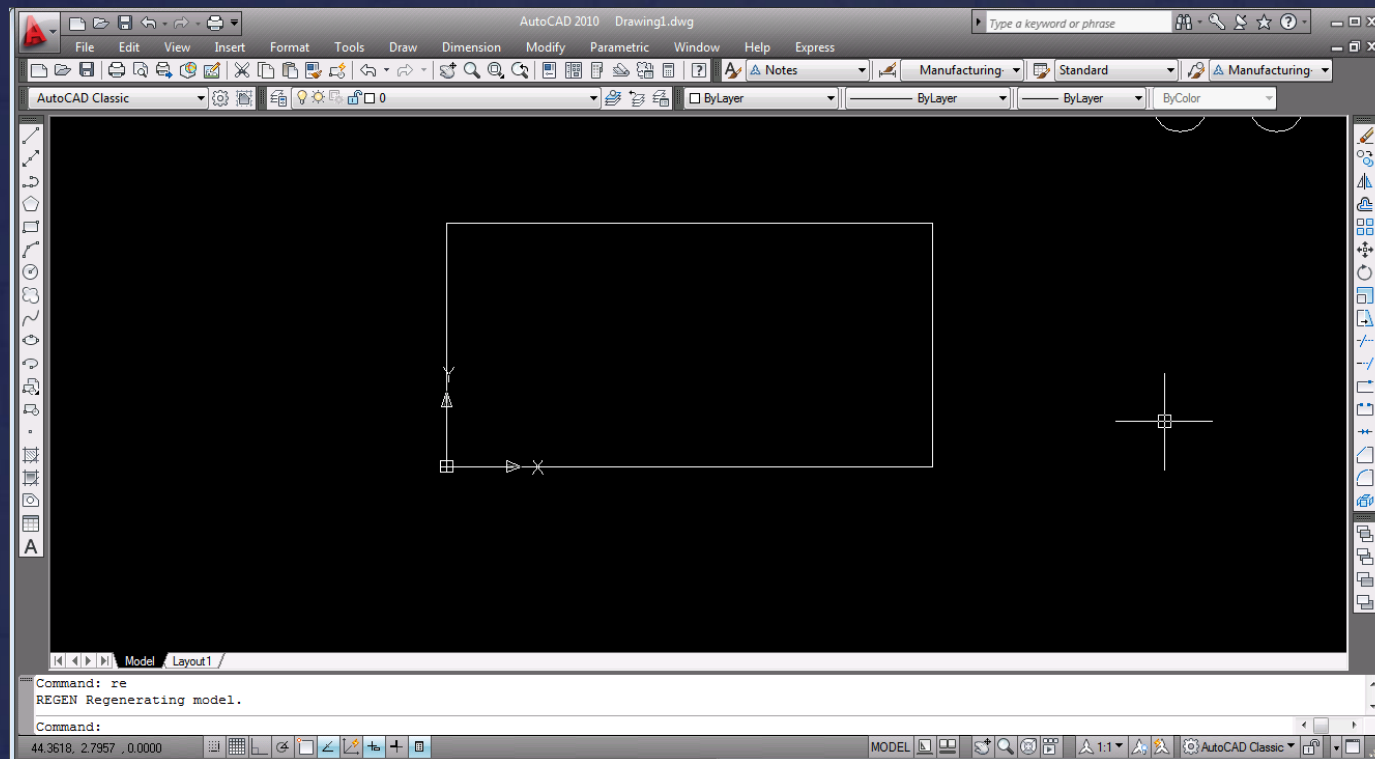 AutoCAD 2010 Drawing1.dwg Type a keyword or phrase
File Edit View Insert Format Tools Draw Dimension Modify Parametric Window Help Express
Notes Manufacturing- Standard Manufacturing-
AutoCAD Classic 0 ByLayer ByLayer ByLayer ByColor
Y
X
A
Model Layout1
Command: re
REGEN Regenerating model.
Command:
44.3618, 2.7957 , 0.0000 MODEL 1:1 AutoCAD Classic